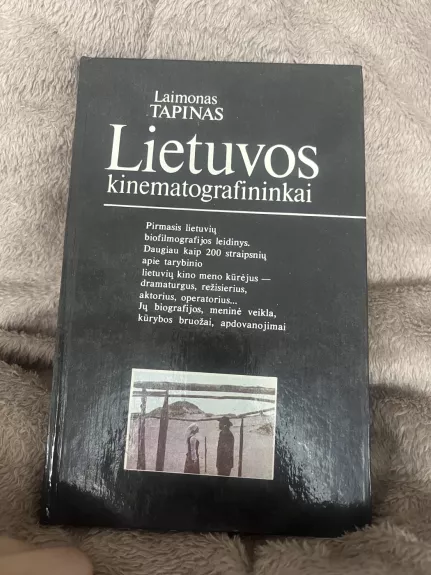 Laimonas
TAPINAS
Lietuvos
kinematografininkai
Pirmasis lietuvių
biofilmografijos leidinys.
Daugiau kaip 200 straipsnių
apie tarybinio
lietuvių kino meno kūrėjus —
dramaturgus, režisierius,
aktorius, operatorius...
Jų biografijos, meninė veikla,
kūrybos bruožai, apdovanojimai